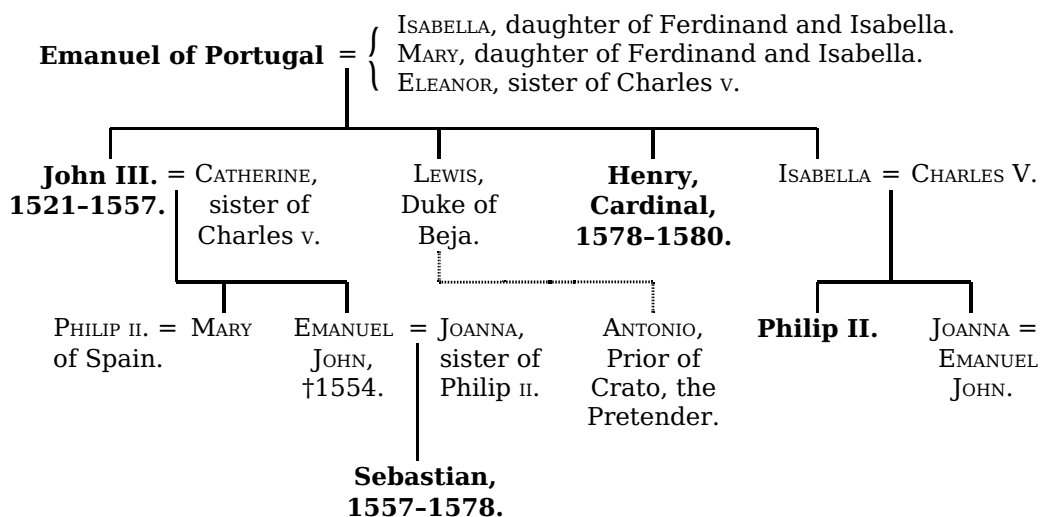 Emanuel of Portugal = { Isabella, daughter of Ferdinand and Isabella.
Mary, daughter of Ferdinand and Isabella.
Eleanor, sister of Charles v.
John III. = Catherine,
1521–1557.
sister of
Charles v.
Lewis,
Duke of
Beja.
Henry,
Cardinal,
1578–1580.
Isabella = Charles V.
Philip ii. = Mary
of Spain.
Emanuel = Joanna,
John,
†1554.
sister of
Philip ii.
Antonio,
Prior of
Crato, the
Pretender.
Philip II.
Joanna =
Emanuel
John.
Sebastian,
1557–1578.